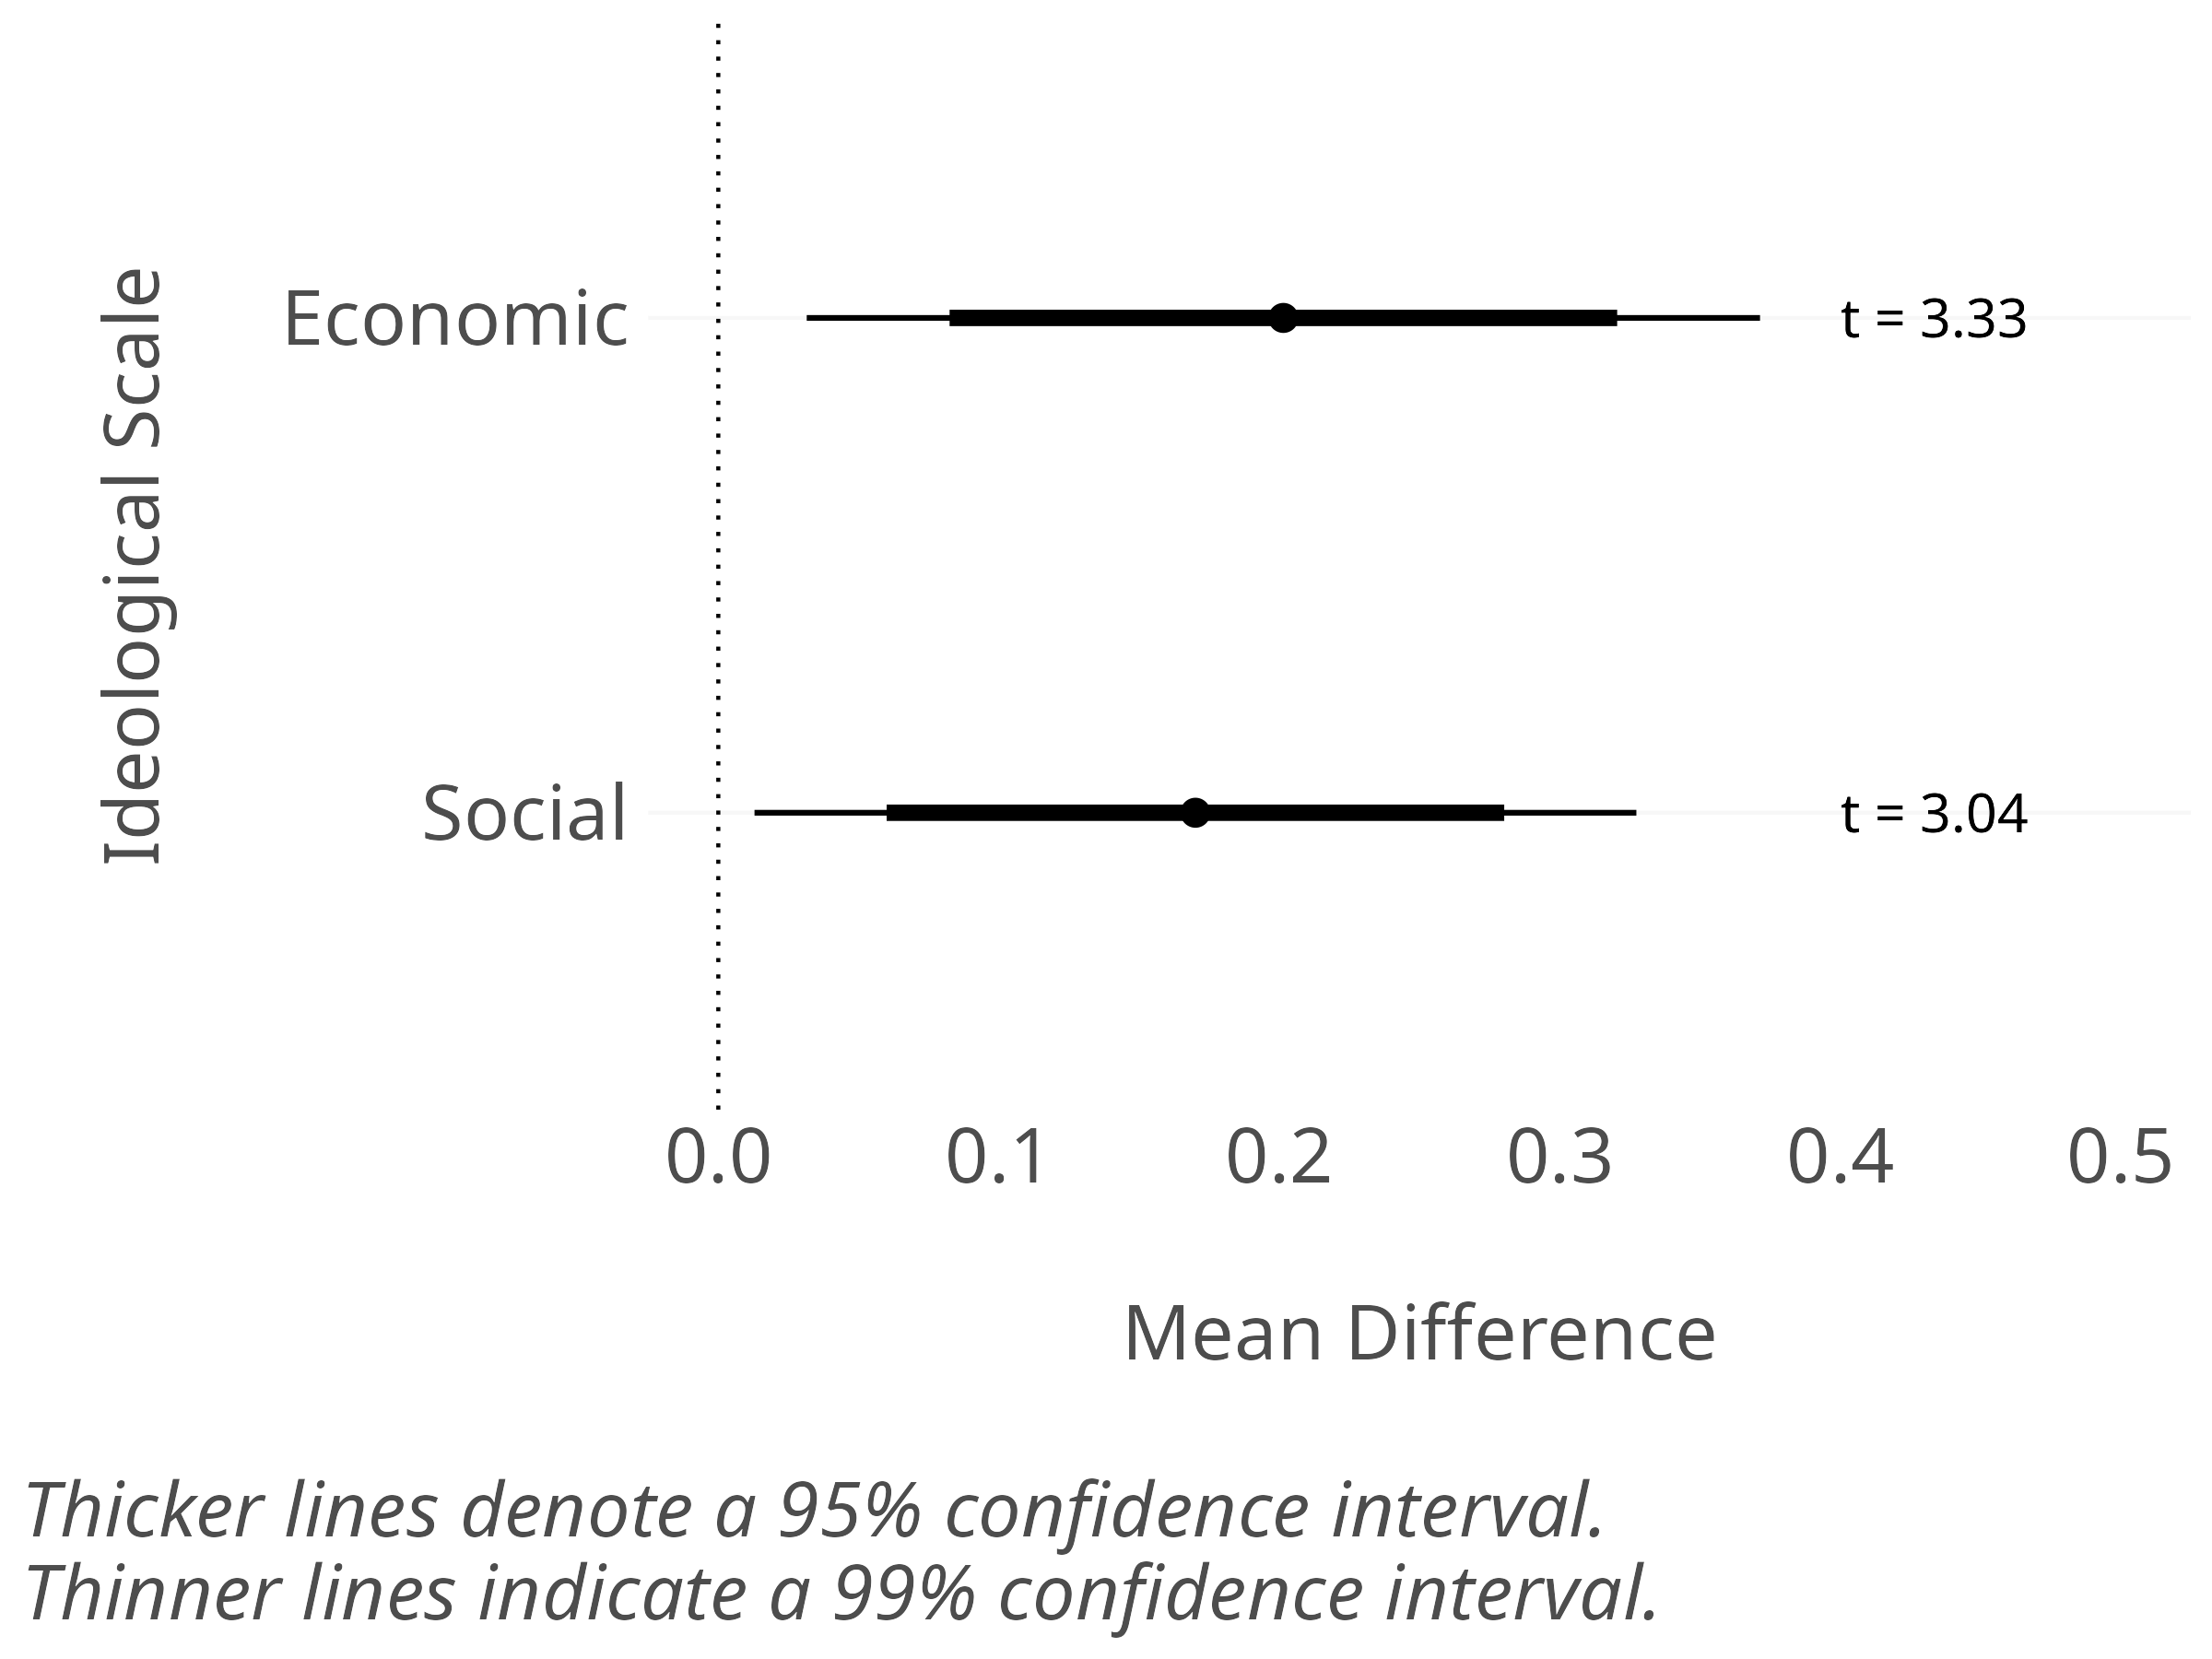 Ideological Scale
Economic
t = 3.33
Social
t = 3.04
0.0 0.1 0.2 0.3 0.4 0.5
Mean Difference
Thicker lines denote a 95% confidence interval.
Thinner lines indicate a 99% confidence interval.